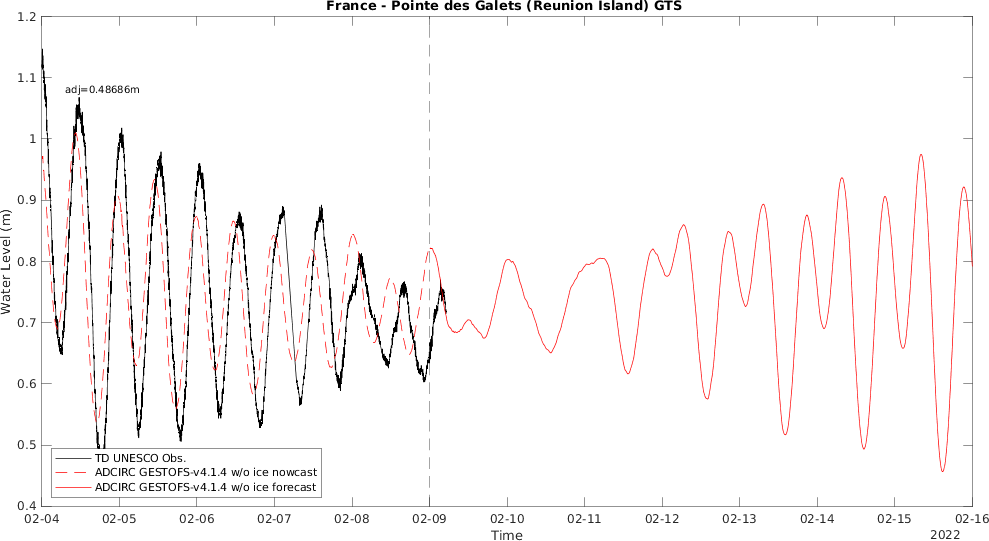 France - Pointe des Galets (Reunion Island) GTS
1.2
1.1
1
0.9
0.8
0.7
0.6
0.5
0.4
Water Level (m)
adj=0.48686m
TD UNESCO Obs.
ADCIRC GESTOFS-v4.1.4 w/o ice nowcast
ADCIRC GESTOFS-v4.1.4 w/o ice forecast
02-04 02-05 02-06 02-07 02-08 02-09 02-10 02-11 02-12 02-13 02-14 02-15 02-16
Time
2022